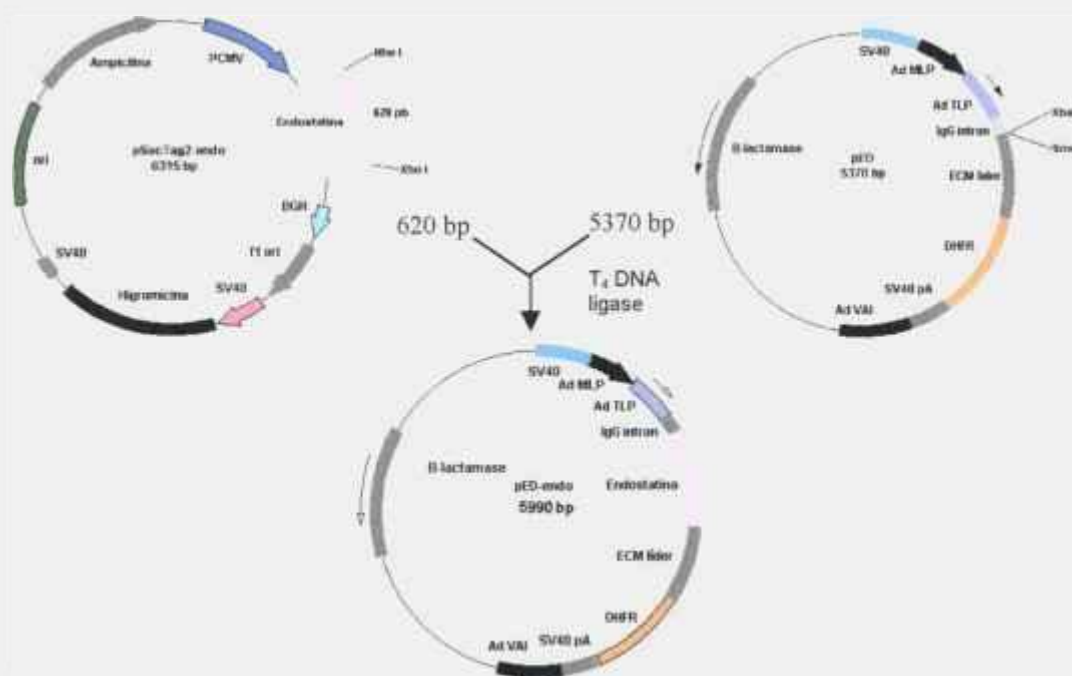 Ampicilina
PCMV
Nhe I
Endostatina
620 pb
pSecTag2-endo
6315 bp
Xho I
ori
BGH
f1 ori
SV40
SV40
Higromicina
SV40
Ad MLP
Ad TLP
IgG intron
Xba
Sma
B-lactamase
pED
5370 bp
ECM lider
DHFR
SV40 pA
Ad VAI
620 bp
5370 bp
T4 DNA
ligase
SV40
Ad MLP
Ad TLP
IgG intron
B-lactamase
pED-endo
5990 bp
Endostatina
ECM líder
DHFR
SV40 pA
Ad VAI